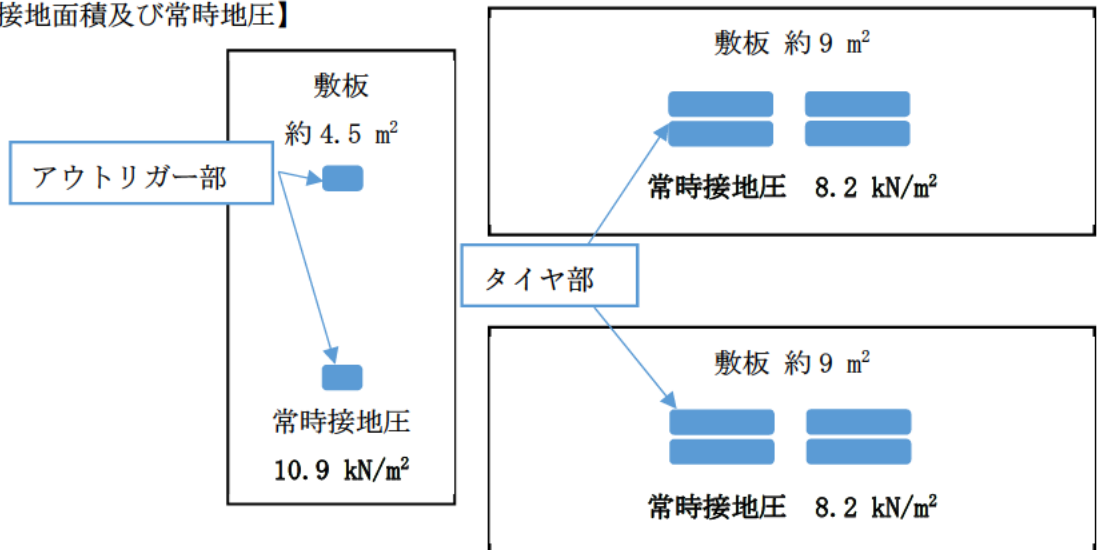 接地面積及び常時地圧】
敷板
約 4.5 m²
アウトリガー部
常時接地圧
10.9 kN/m²
敷板 約 9 m²
常時接地圧 8.2 kN/m²
タイヤ部
敷板 約 9 m²
常時接地圧 8.2 kN/m²